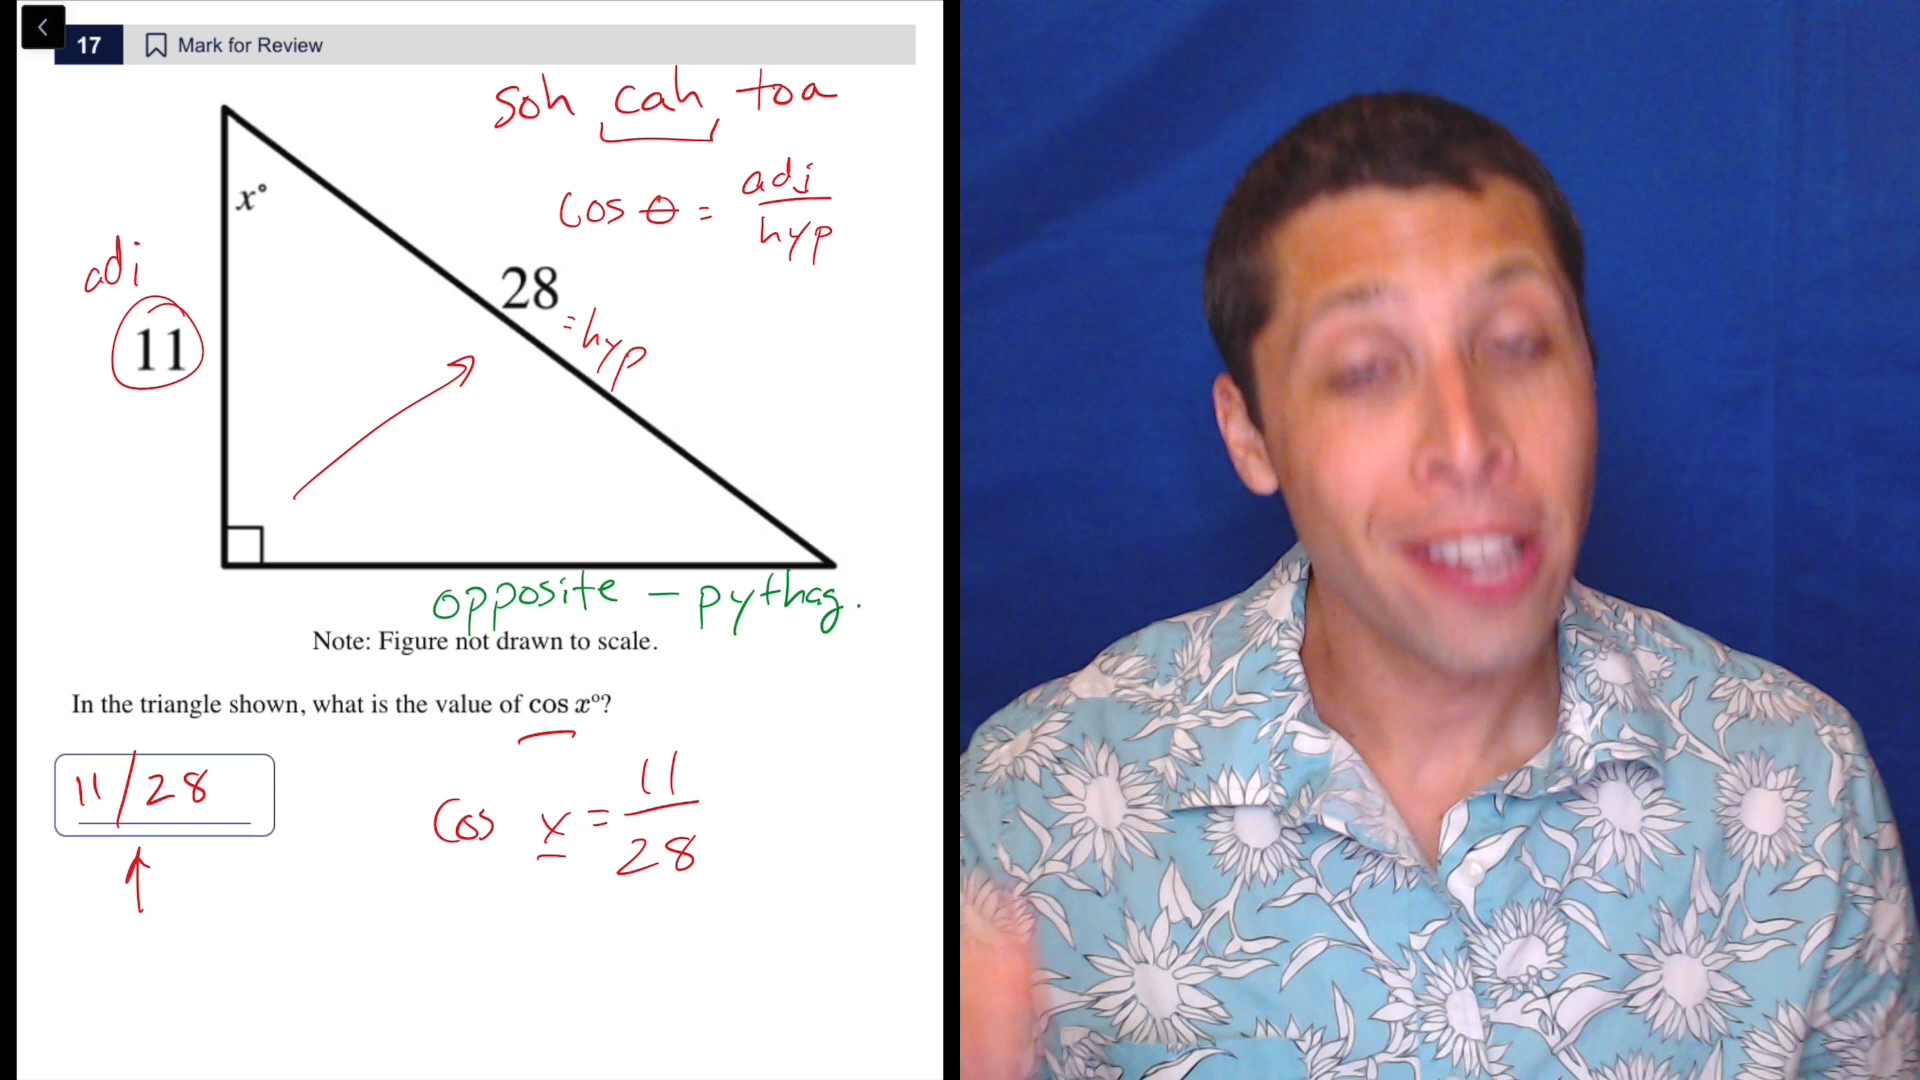 17 Mark for Review
soh cah toa
x°
cos θ = adj
hyp
adj
11
28
= hyp
opposite – pythag.
Note: Figure not drawn to scale.
In the triangle shown, what is the value of cos x°?
11/28
cos x = 11
28